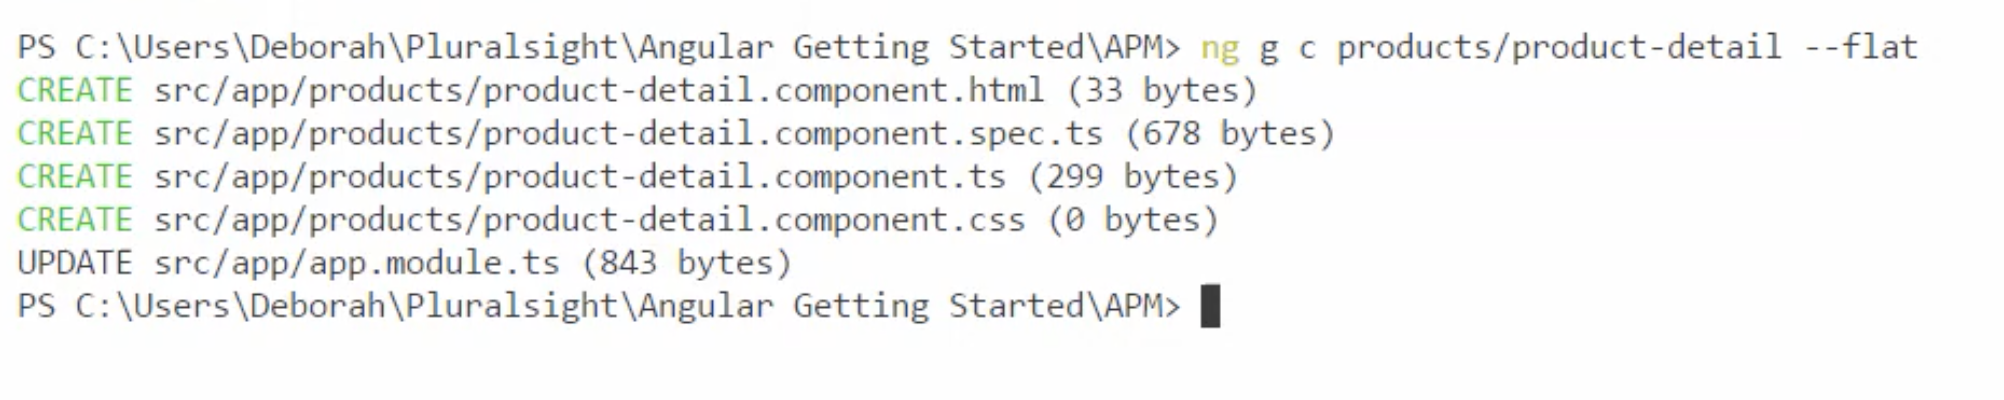 PS C:\Users\Deborah\Pluralsight\Angular Getting Started\APM> ng g c products/product-detail --flat
CREATE src/app/products/product-detail.component.html (33 bytes)
CREATE src/app/products/product-detail.component.spec.ts (678 bytes)
CREATE src/app/products/product-detail.component.ts (299 bytes)
CREATE src/app/products/product-detail.component.css (0 bytes)
UPDATE src/app/app.module.ts (843 bytes)
PS C:\Users\Deborah\Pluralsight\Angular Getting Started\APM>